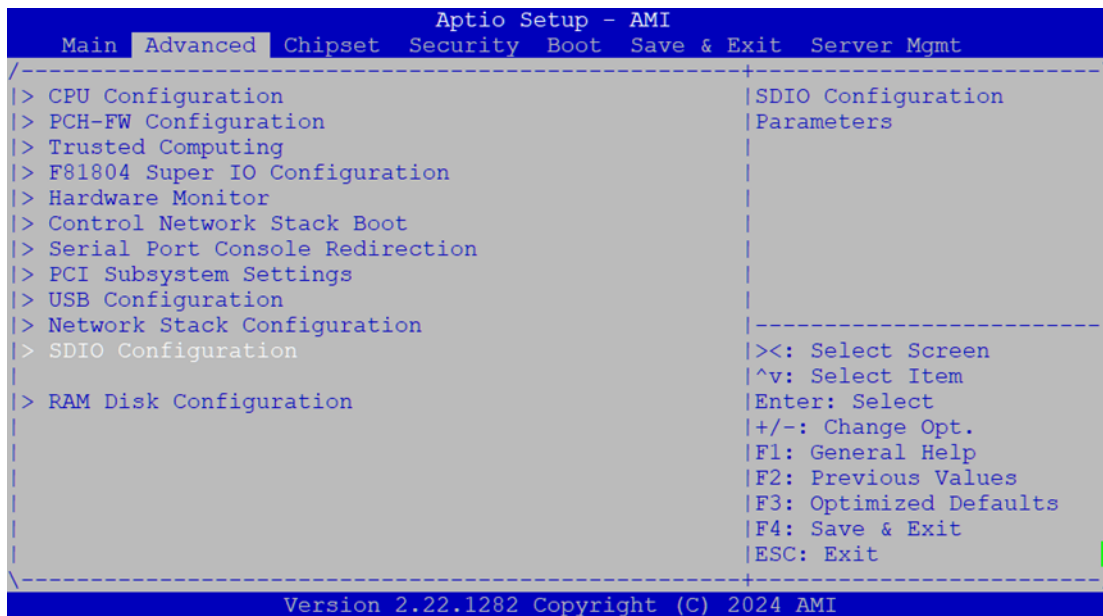 Aptio Setup - AMI
Main Advanced Chipset Security Boot Save & Exit Server Mgmt
/----------------------------------------------------+-------------------------
|> CPU Configuration |SDIO Configuration
|> PCH-FW Configuration |Parameters
|> Trusted Computing |
|> F81804 Super IO Configuration |
|> Hardware Monitor |
|> Control Network Stack Boot |
|> Serial Port Console Redirection |
|> PCI Subsystem Settings |
|> USB Configuration |
|> Network Stack Configuration |-------------------------
|> SDIO Configuration |><: Select Screen
| |^v: Select Item
|> RAM Disk Configuration |Enter: Select
| |+/-: Change Opt.
| |F1: General Help
| |F2: Previous Values
| |F3: Optimized Defaults
| |F4: Save & Exit
| |ESC: Exit
\----------------------------------------------------+-------------------------
Version 2.22.1282 Copyright (C) 2024 AMI